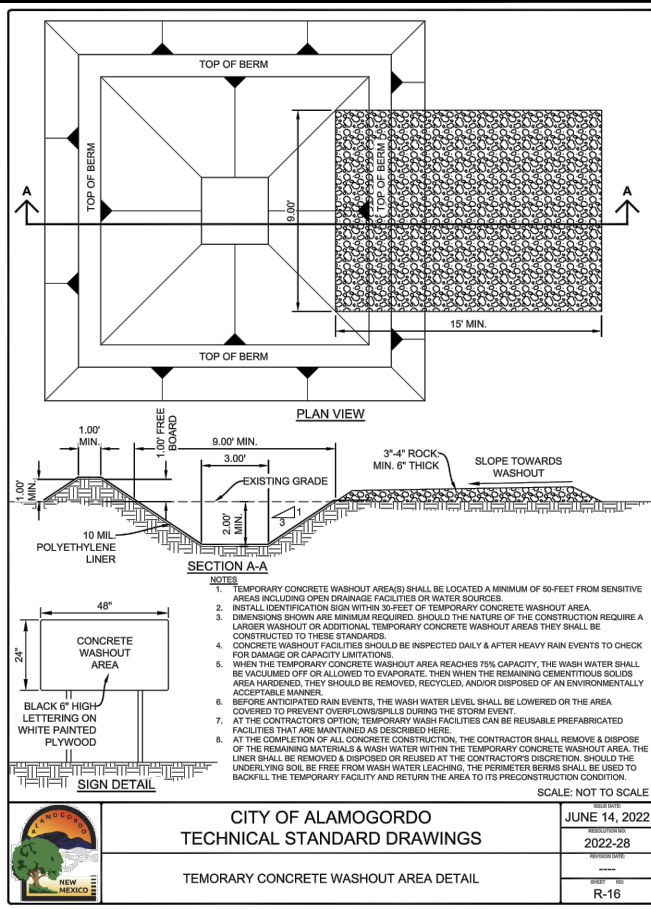 TOP OF BERM
TOP OF BERM
TOP OF BERM
TOP OF BERM
A
A
9.00'
15' MIN.
PLAN VIEW
1.00'
MIN.
1.00' FREE
BOARD
9.00' MIN.
3.00'
1.00'
MIN.
EXISTING GRADE
3"-4" ROCK
MIN. 6" THICK
SLOPE TOWARDS
WASHOUT
2.00'
MIN.
1
3
10 MIL
POLYETHYLENE
LINER
SECTION A-A
NOTES
1. TEMPORARY CONCRETE WASHOUT AREA(S) SHALL BE LOCATED A MINIMUM OF 50-FEET FROM SENSITIVE
AREAS INCLUDING OPEN DRAINAGE FACILITIES OR WATER SOURCES.
2. INSTALL IDENTIFICATION SIGN WITHIN 30-FEET OF TEMPORARY CONCRETE WASHOUT AREA.
3. DIMENSIONS SHOWN ARE MINIMUM REQUIRED. SHOULD THE NATURE OF THE CONSTRUCTION REQUIRE A
LARGER WASHOUT OR ADDITIONAL TEMPORARY CONCRETE WASHOUT AREAS THEY SHALL BE
CONSTRUCTED TO THESE STANDARDS.
4. CONCRETE WASHOUT FACILITIES SHOULD BE INSPECTED DAILY & AFTER HEAVY RAIN EVENTS TO CHECK
FOR DAMAGE OR CAPACITY LIMITATIONS.
5. WHEN THE TEMPORARY CONCRETE WASHOUT AREA REACHES 75% CAPACITY, THE WASH WATER SHALL
BE VACUUMED OFF OR ALLOWED TO EVAPORATE. THEN WHEN THE REMAINING CEMENTITIOUS SOLIDS
AREA HARDENED, THEY SHOULD BE REMOVED, RECYCLED, AND/OR DISPOSED OF AN ENVIRONMENTALLY
ACCEPTABLE MANNER.
6. BEFORE ANTICIPATED RAIN EVENTS, THE WASH WATER LEVEL SHALL BE LOWERED OR THE AREA
COVERED TO PREVENT OVERFLOWS/SPILLS DURING THE STORM EVENT.
7. AT THE CONTRACTOR'S OPTION; TEMPORARY WASH FACILITIES CAN BE REUSABLE PREFABRICATED
FACILITIES THAT ARE MAINTAINED AS DESCRIBED HERE.
8. AT THE COMPLETION OF ALL CONCRETE CONSTRUCTION, THE CONTRACTOR SHALL REMOVE & DISPOSE
OF THE REMAINING MATERIALS & WASH WATER WITHIN THE TEMPORARY CONCRETE WASHOUT AREA. THE
LINER SHALL BE REMOVED & DISPOSED OR REUSED AT THE CONTRACTOR'S DISCRETION. SHOULD THE
UNDERLYING SOIL BE FREE FROM WASH WATER LEACHING, THE PERIMETER BERMS SHALL BE USED TO
BACKFILL THE TEMPORARY FACILITY AND RETURN THE AREA TO ITS PRECONSTRUCTION CONDITION.
48"
24"
CONCRETE
WASHOUT
AREA
BLACK 6" HIGH
LETTERING ON
WHITE PAINTED
PLYWOOD
SIGN DETAIL
SCALE: NOT TO SCALE
ALAMOGORDO
NEW
MEXICO
CITY OF ALAMOGORDO
TECHNICAL STANDARD DRAWINGS
TEMORARY CONCRETE WASHOUT AREA DETAIL
ISSUE DATE:
JUNE 14, 2022
RESOLUTION NO:
2022-28
REVISION DATE:
----
SHEET NO:
R-16